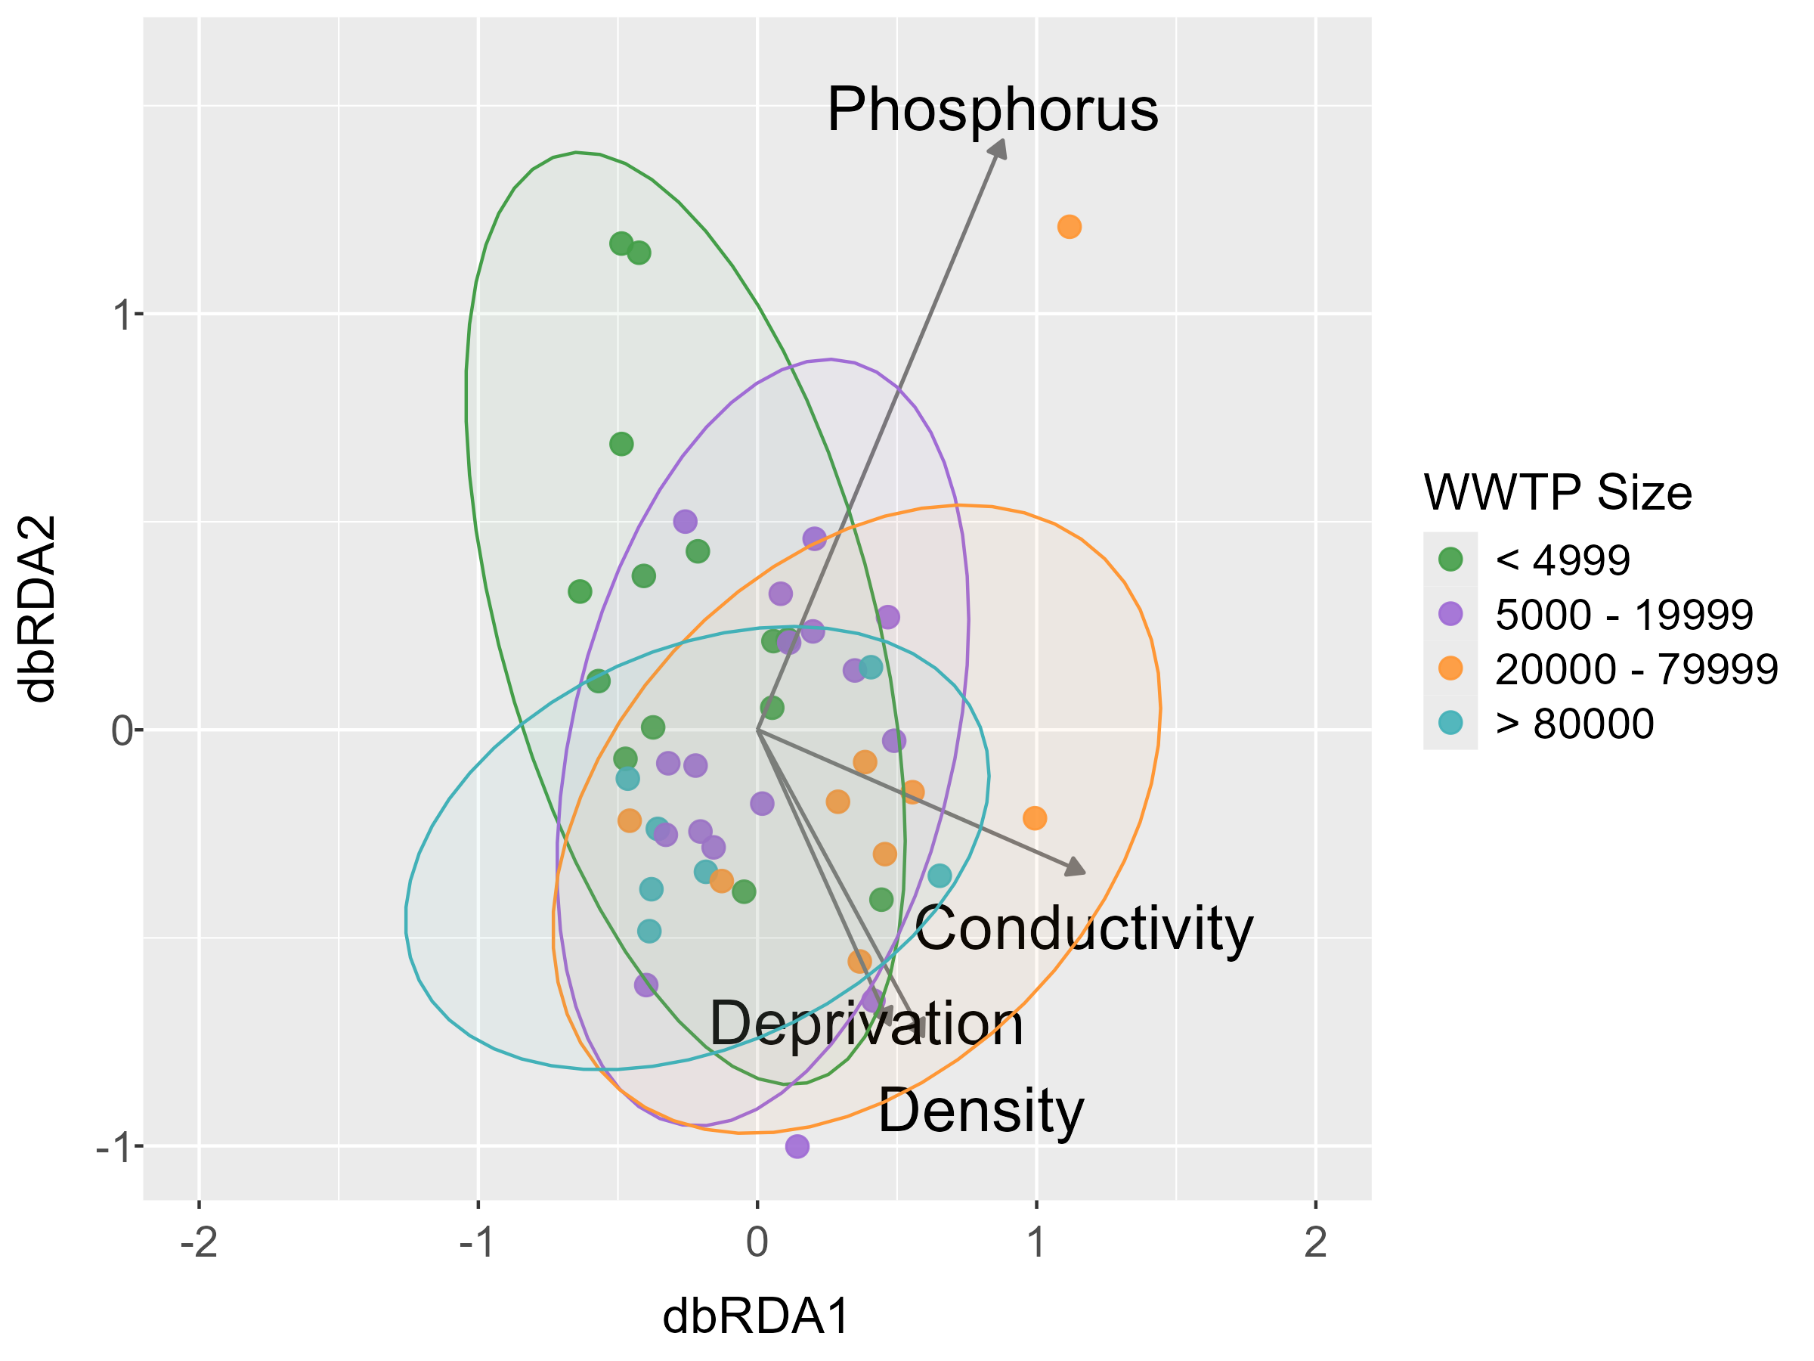 Phosphorus
1
0
-1
dbRDA2
Conductivity
Deprivation
Density
-2
-1
0
1
2
dbRDA1
WWTP Size
< 4999
5000 - 19999
20000 - 79999
> 80000